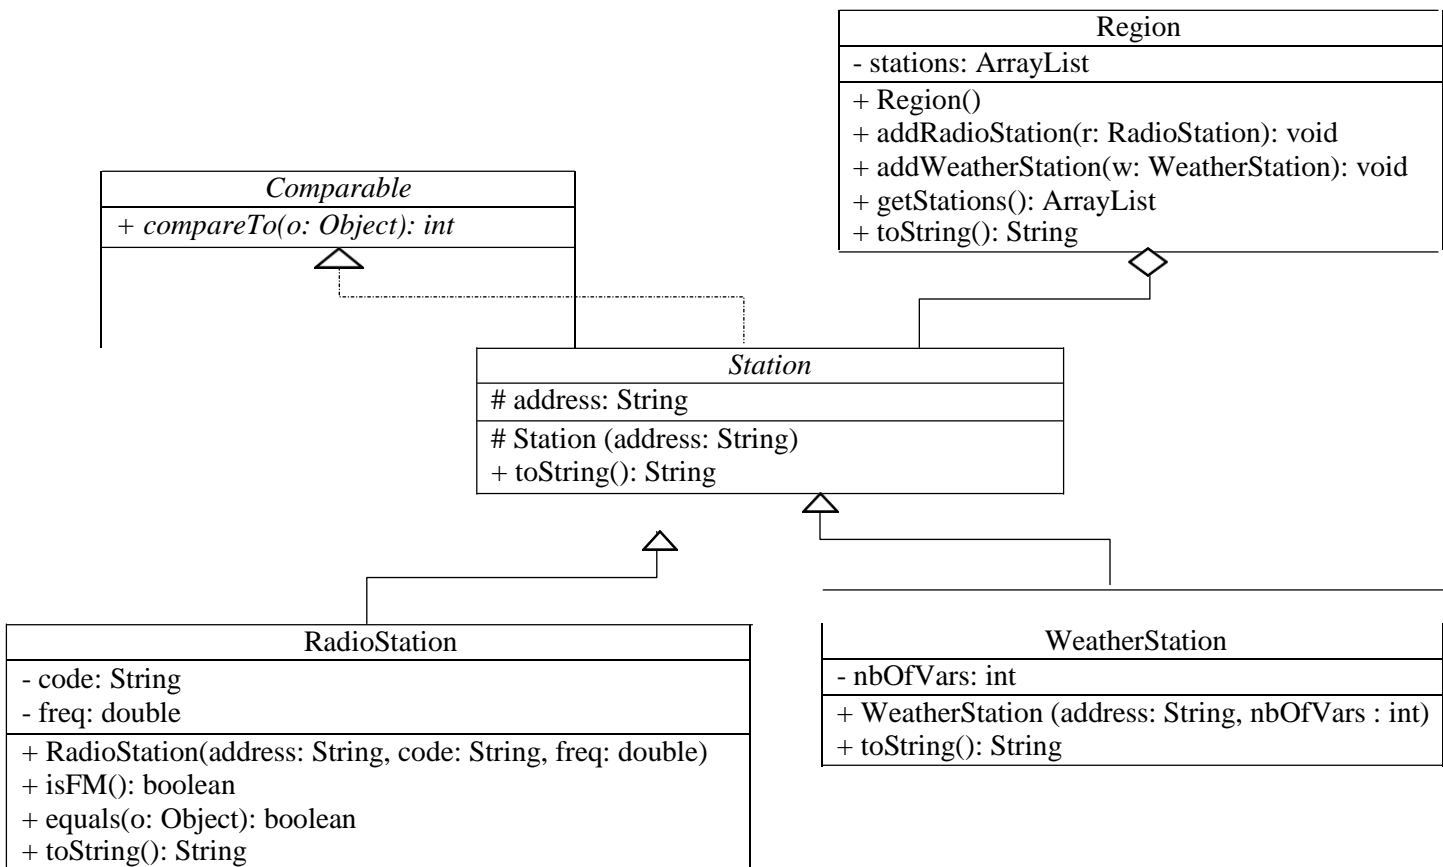 Region
- stations: ArrayList
+ Region()
+ addRadioStation(r: RadioStation): void
+ addWeatherStation(w: WeatherStation): void
+ getStations(): ArrayList
+ toString(): String
Comparable
+ compareTo(o: Object): int
Station
# address: String
# Station (address: String)
+ toString(): String
RadioStation
- code: String
- freq: double
+ RadioStation(address: String, code: String, freq: double)
+ isFM(): boolean
+ equals(o: Object): boolean
+ toString(): String
WeatherStation
- nbOfVars: int
+ WeatherStation (address: String, nbOfVars : int)
+ toString(): String